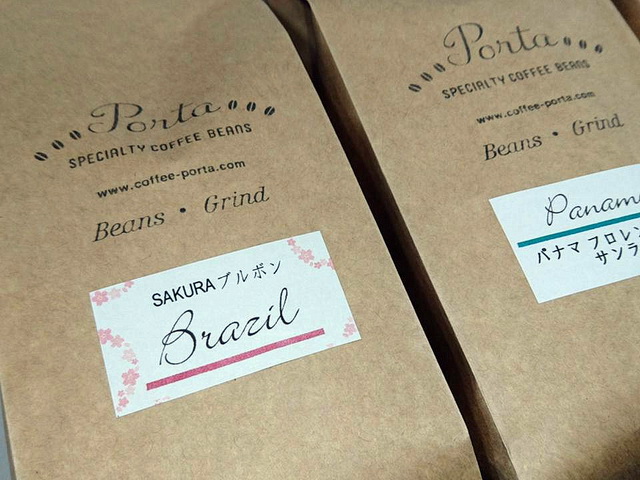 Porta
SPECIALTY COFFEE BEANS
www.coffee-porta.com
Beans • Grind
SAKURAブルボン
Brazil
Porta
SPECIALTY COFFEE BEANS
www.coffee-porta.com
Beans • Grind
Panam
パナマ フロレン
サンラ